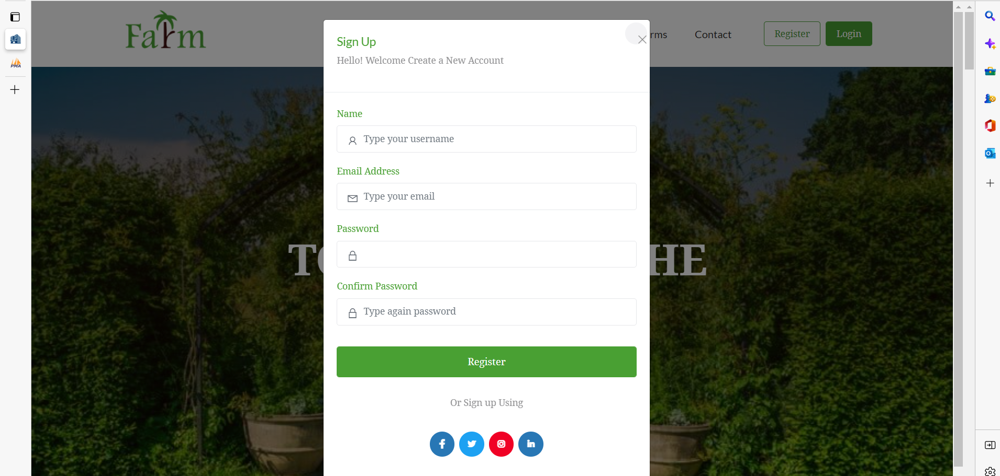 Farm
rms
Contact
Register
Login
Sign Up
Hello! Welcome Create a New Account
Name
Type your username
Email Address
Type your email
Password
Confirm Password
Type again password
Register
Or Sign up Using
HE
PMA